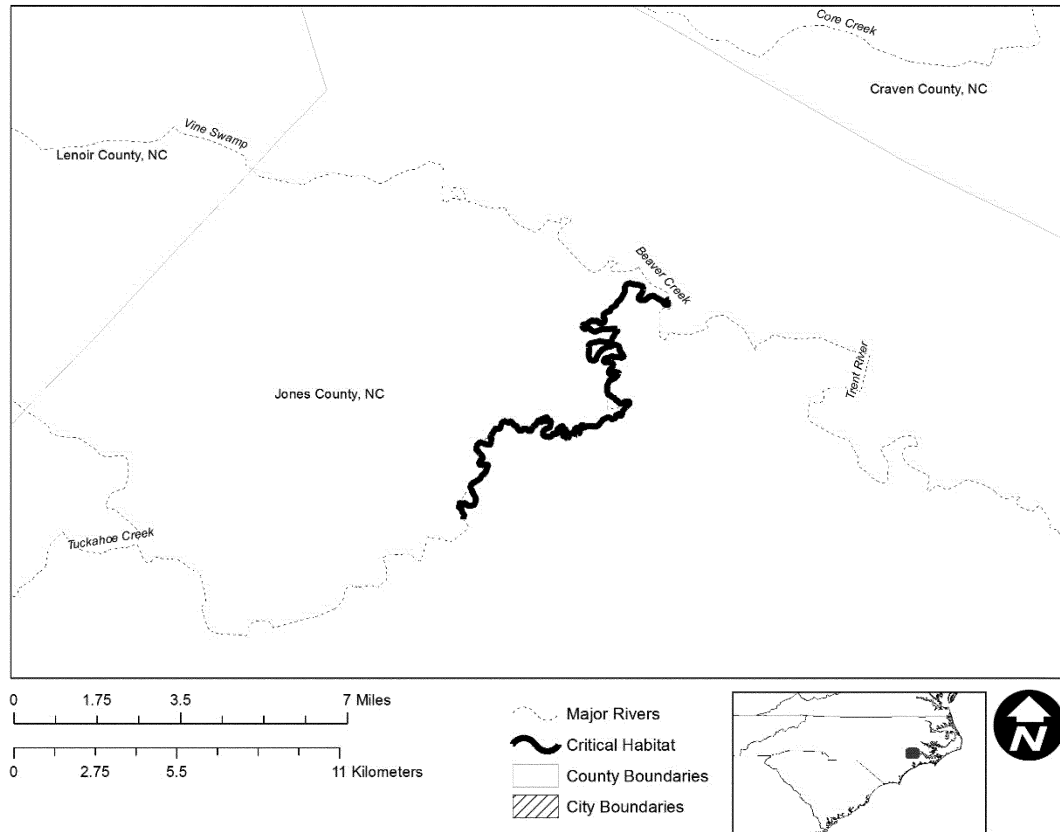 Core Creek
Craven County, NC
Vine Swamp
Lenoir County, NC
Beaver Creek
Trent River
Jones County, NC
Tuckahoe Creek
0 1.75 3.5 7 Miles
0 2.75 5.5 11 Kilometers
Major Rivers
Critical Habitat
County Boundaries
City Boundaries
N